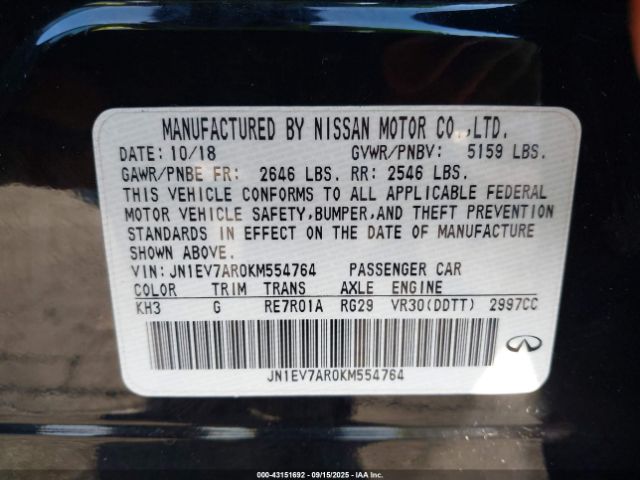 MANUFACTURED BY NISSAN MOTOR CO.,LTD.
DATE: 10/18 GVWR/PNBV: 5159 LBS.
GAWR/PNBE FR: 2646 LBS. RR: 2546 LBS.
THIS VEHICLE CONFORMS TO ALL APPLICABLE FEDERAL
MOTOR VEHICLE SAFETY,BUMPER,AND THEFT PREVENTION
STANDARDS IN EFFECT ON THE DATE OF MANUFACTURE
SHOWN ABOVE.
VIN: JN1EV7AR0KM554764 PASSENGER CAR
COLOR TRIM TRANS AXLE ENGINE
KH3 G RE7R01A RG29 VR30(DDTT) 2997CC
JN1EV7AR0KM554764
INFINITI
000-43151692 - 09/15/2025 - IAAI.COM